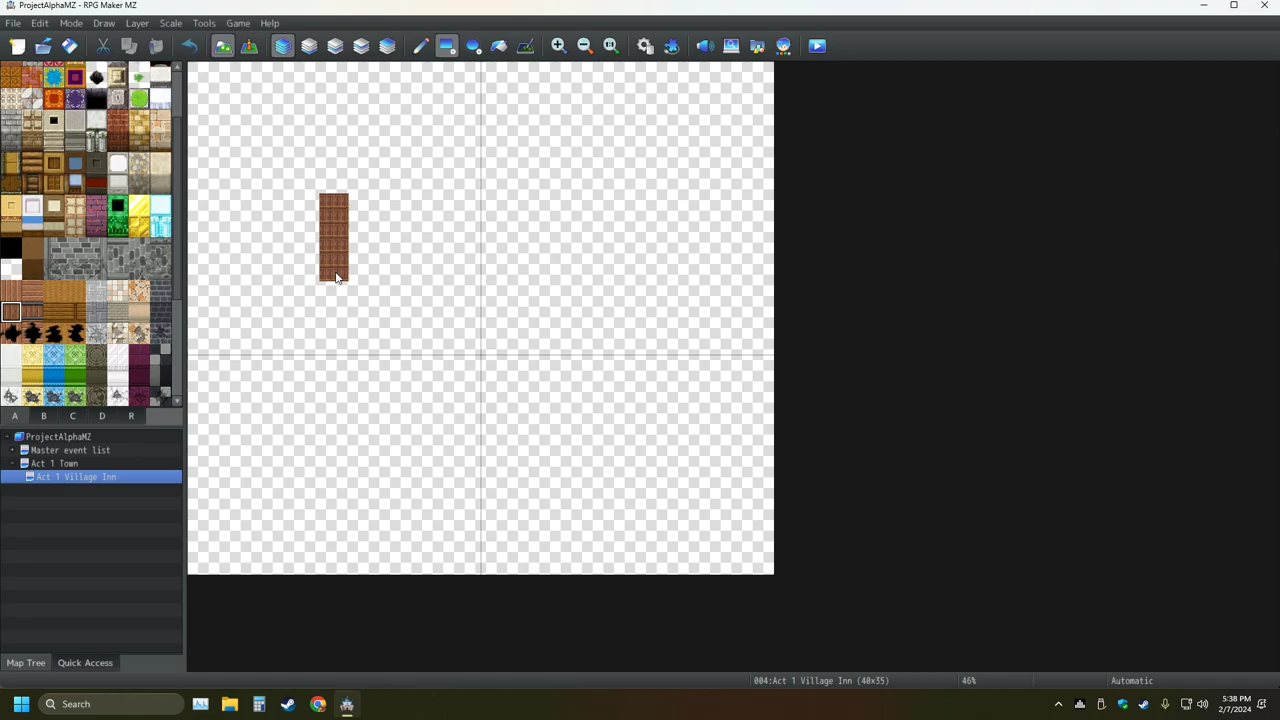 ProjectAlphaMZ - RPG Maker MZ
File Edit Mode Draw Layer Scale Tools Game Help
A B C D R
ProjectAlphaMZ
Master event list
Act 1 Town
Act 1 Village Inn
Map Tree Quick Access
004:Act 1 Village Inn (40x35) 46% Automatic
Search
5:38 PM
2/7/2024